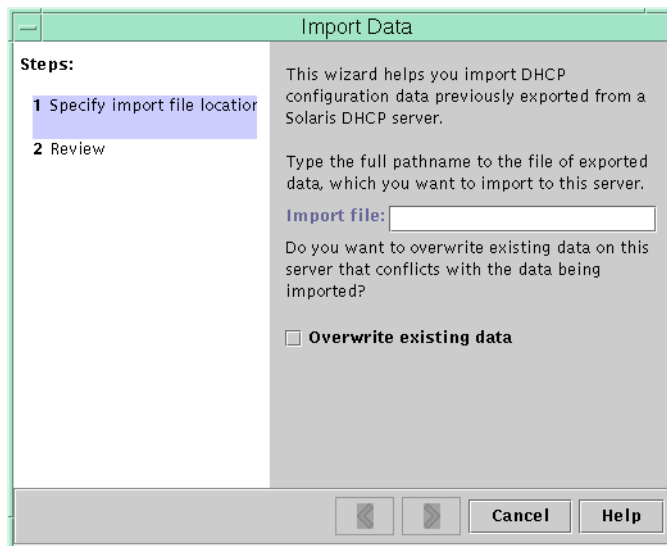 Import Data
Steps:
1 Specify import file location
2 Review
This wizard helps you import DHCP
configuration data previously exported from a
Solaris DHCP server.
Type the full pathname to the file of exported
data, which you want to import to this server.
Import file:
Do you want to overwrite existing data on this
server that conflicts with the data being
imported?
Overwrite existing data
Cancel
Help